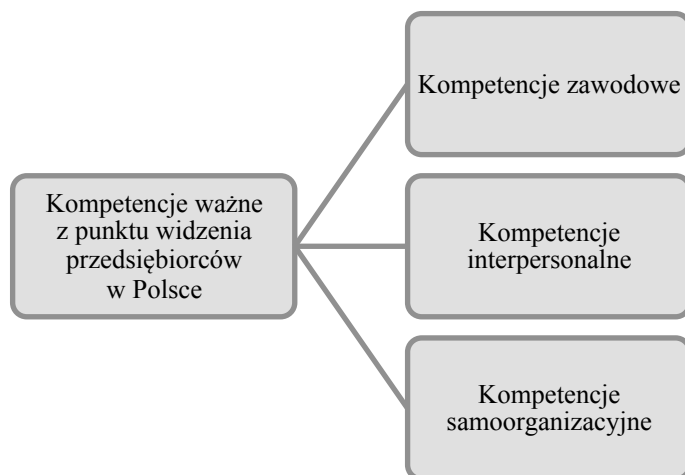 Kompetencje ważne
z punktu widzenia
przedsiębiorców
w Polsce
Kompetencje zawodowe
Kompetencje
interpersonalne
Kompetencje
samoorganizacyjne